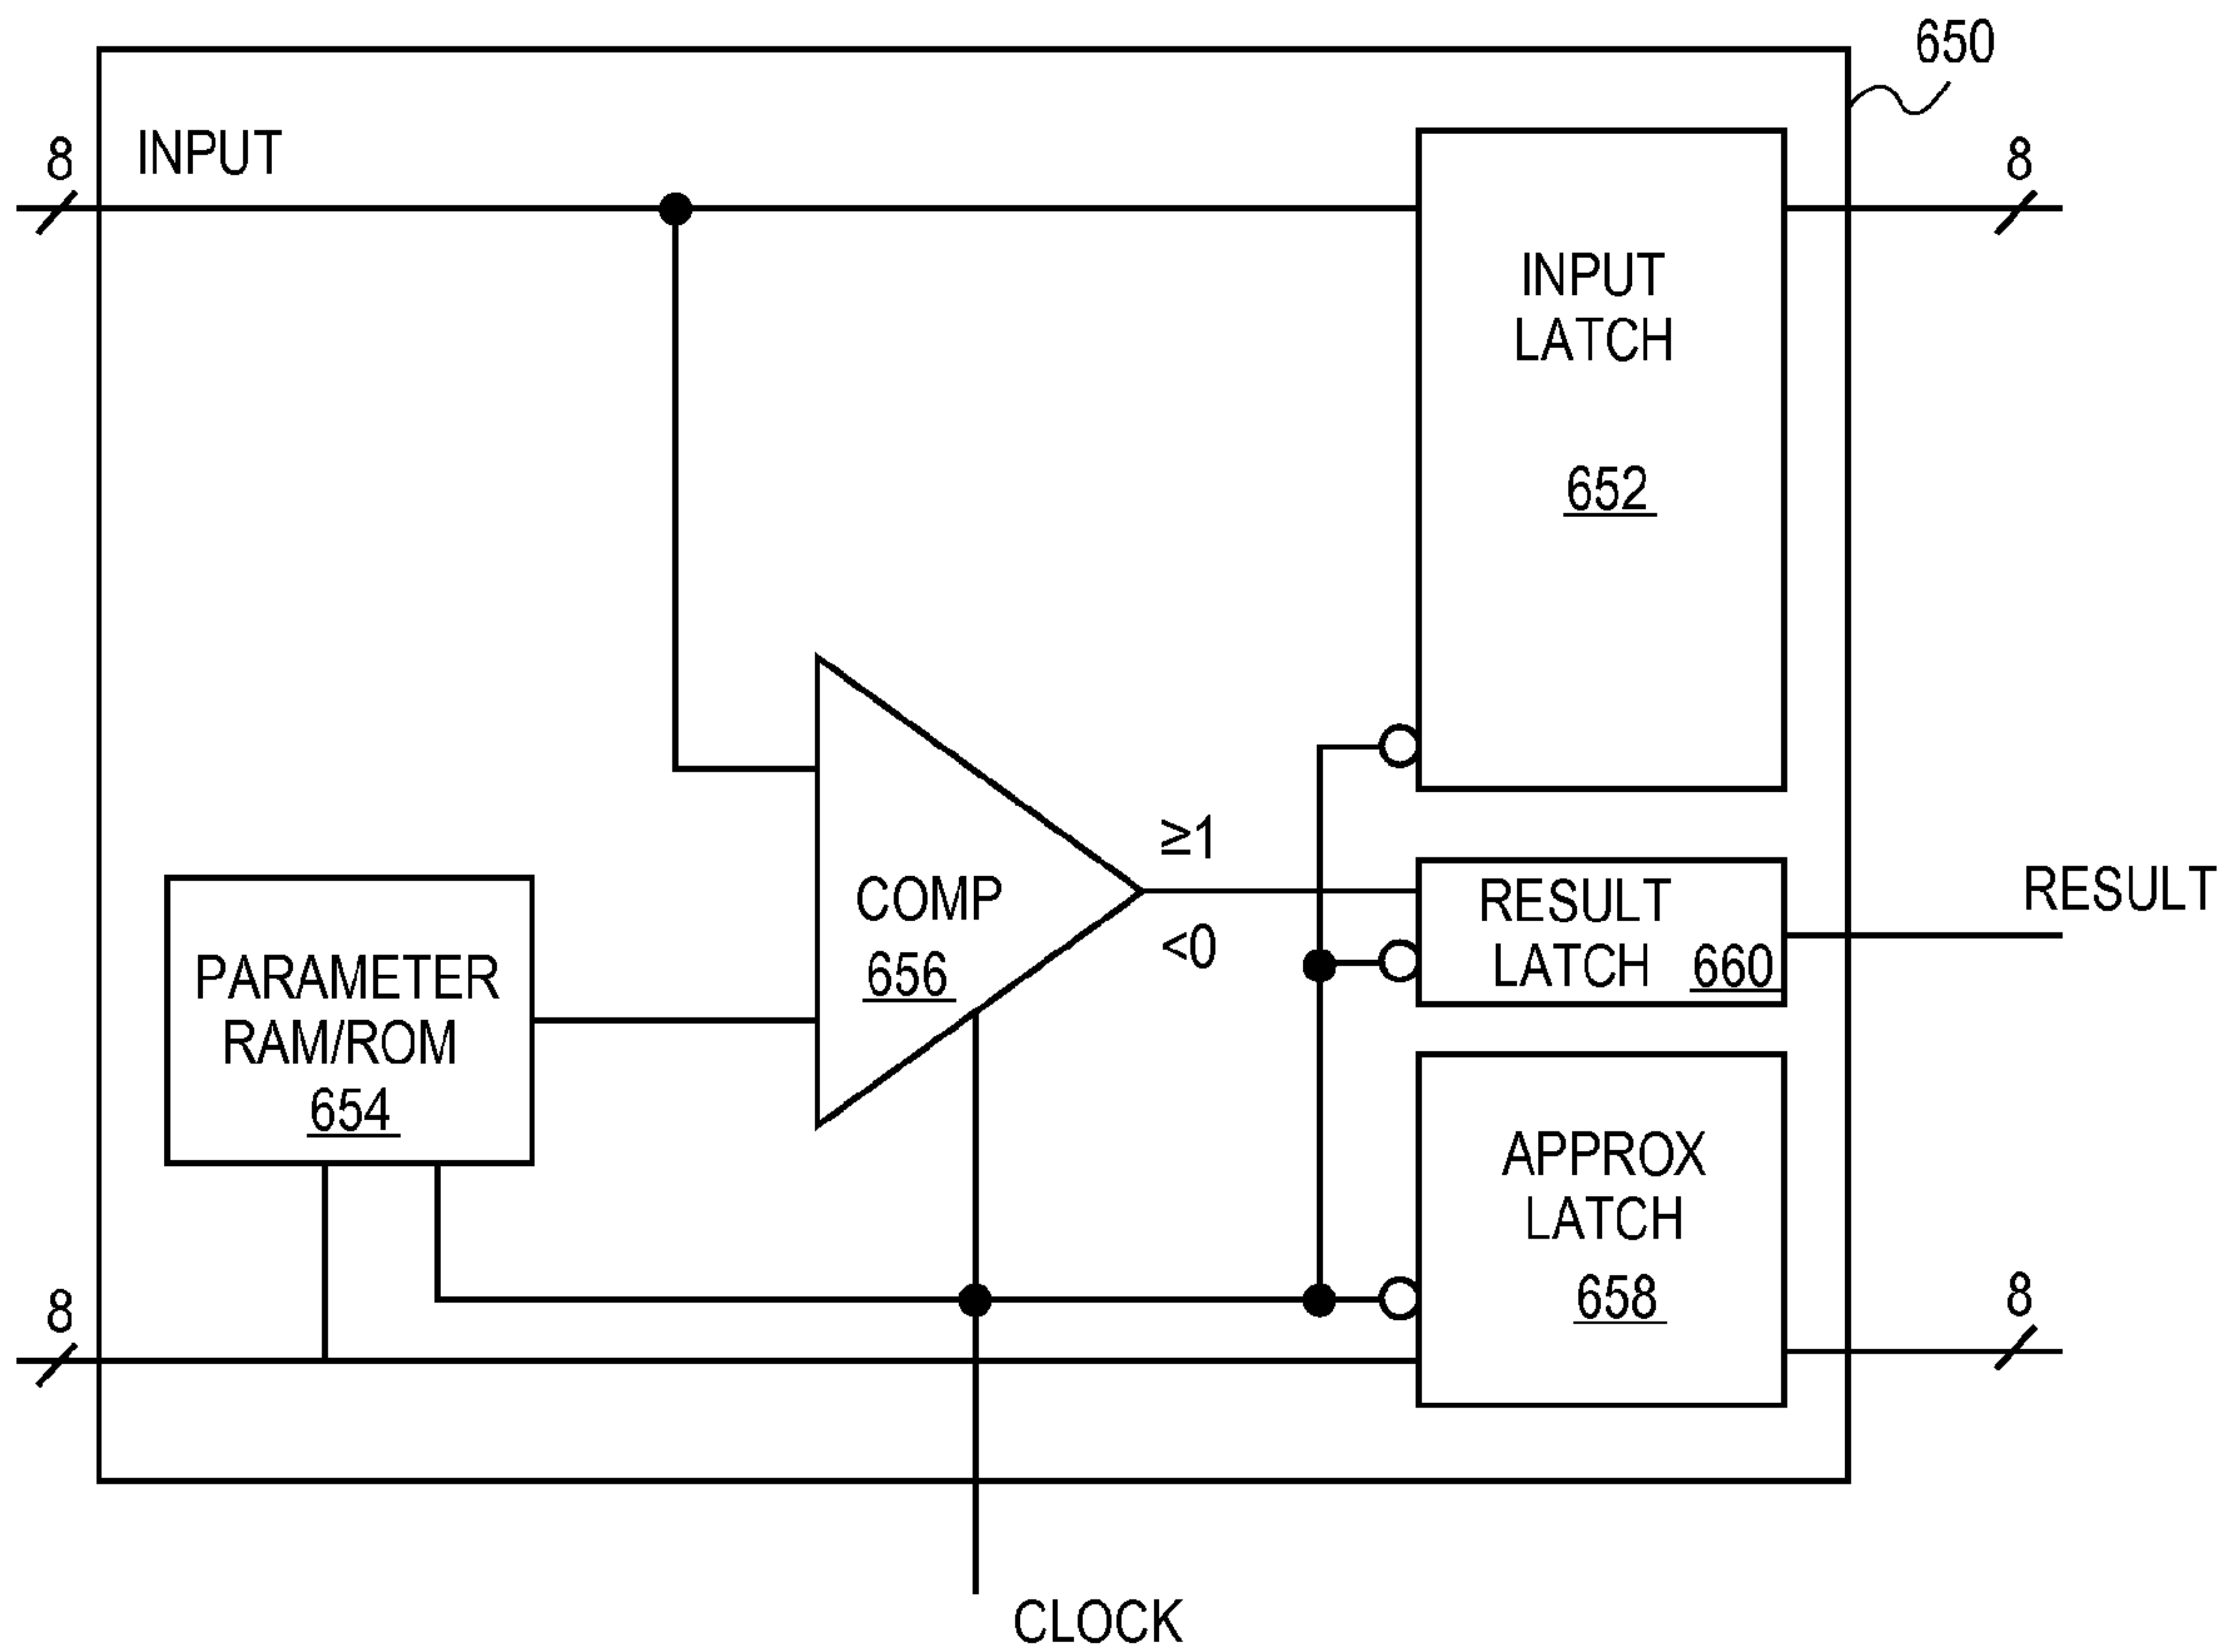 650
8
INPUT
8
INPUT
LATCH
652
≥1
COMP
656
<0
RESULT
LATCH 660
RESULT
PARAMETER
RAM/ROM
654
APPROX
LATCH
658
8
8
CLOCK